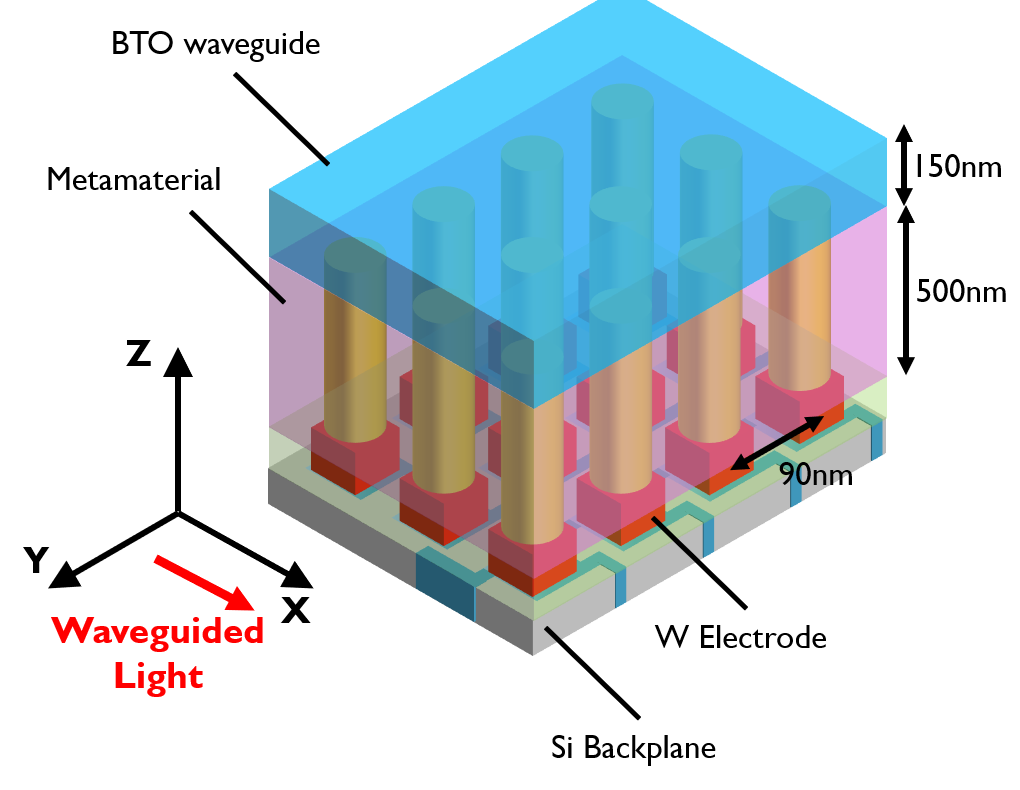 BTO waveguide
Metamaterial
150nm
500nm
90nm
Z
Y
X
Waveguided
Light
W Electrode
Si Backplane